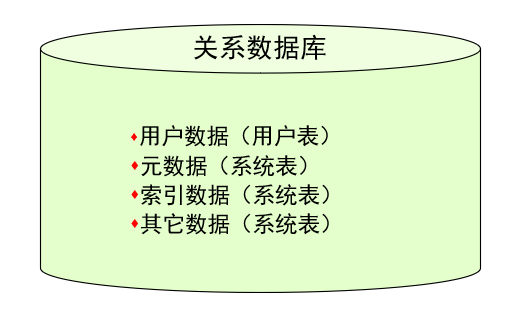 关系数据库
♦用户数据（用户表）
♦元数据（系统表）
♦索引数据（系统表）
♦其它数据（系统表）